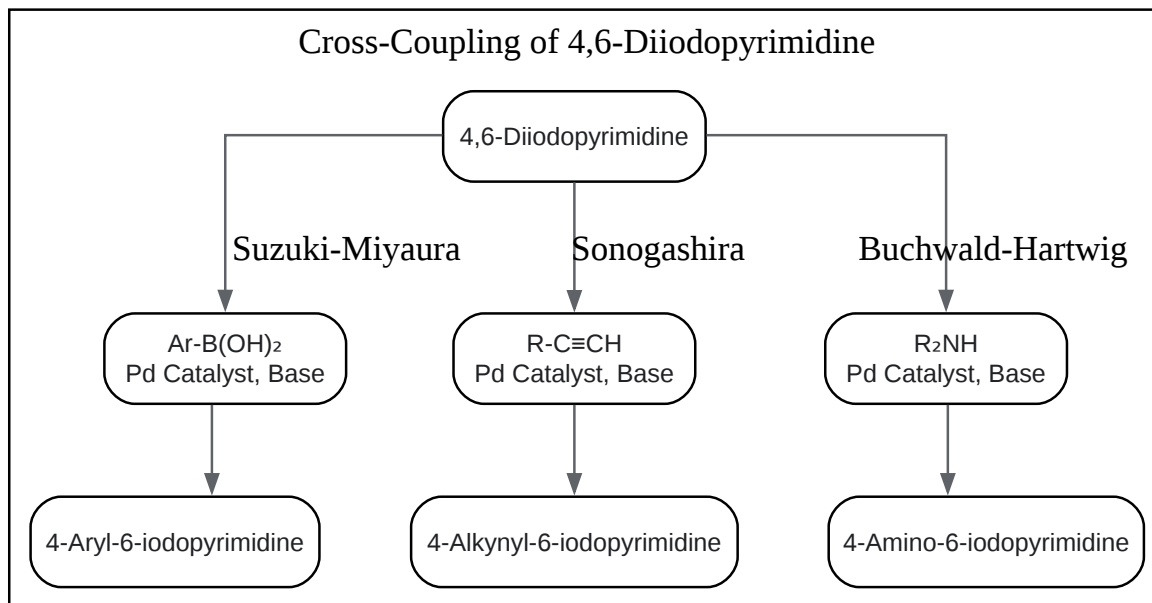 Cross-Coupling of 4,6-Diiodopyrimidine
4,6-Diiodopyrimidine
Suzuki-Miyaura
Sonogashira
Buchwald-Hartwig
Ar-B(OH)₂
Pd Catalyst, Base
R-C≡CH
Pd Catalyst, Base
R₂NH
Pd Catalyst, Base
4-Aryl-6-iodopyrimidine
4-Alkynyl-6-iodopyrimidine
4-Amino-6-iodopyrimidine